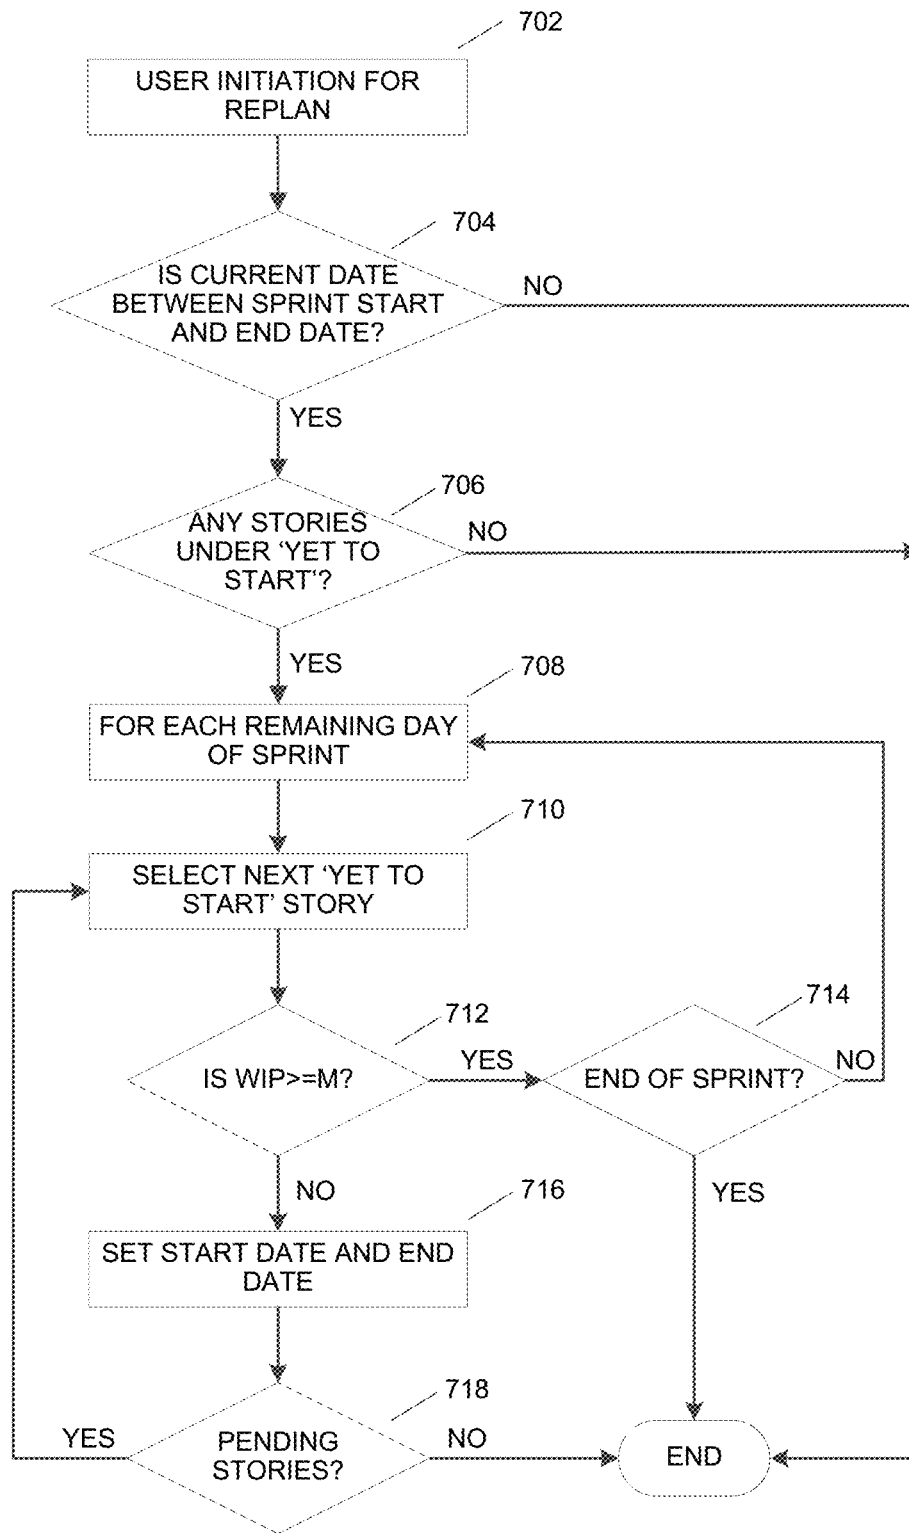 702
USER INITIATION FOR
REPLAN
704
IS CURRENT DATE
BETWEEN SPRINT START
AND END DATE?
NO
YES
706
ANY STORIES
UNDER ‘YET TO
START’?
NO
YES
708
FOR EACH REMAINING DAY
OF SPRINT
710
SELECT NEXT ‘YET TO
START’ STORY
712
IS WIP>=M?
YES
714
END OF SPRINT?
NO
NO
YES
716
SET START DATE AND END
DATE
718
YES
PENDING
STORIES?
NO
END